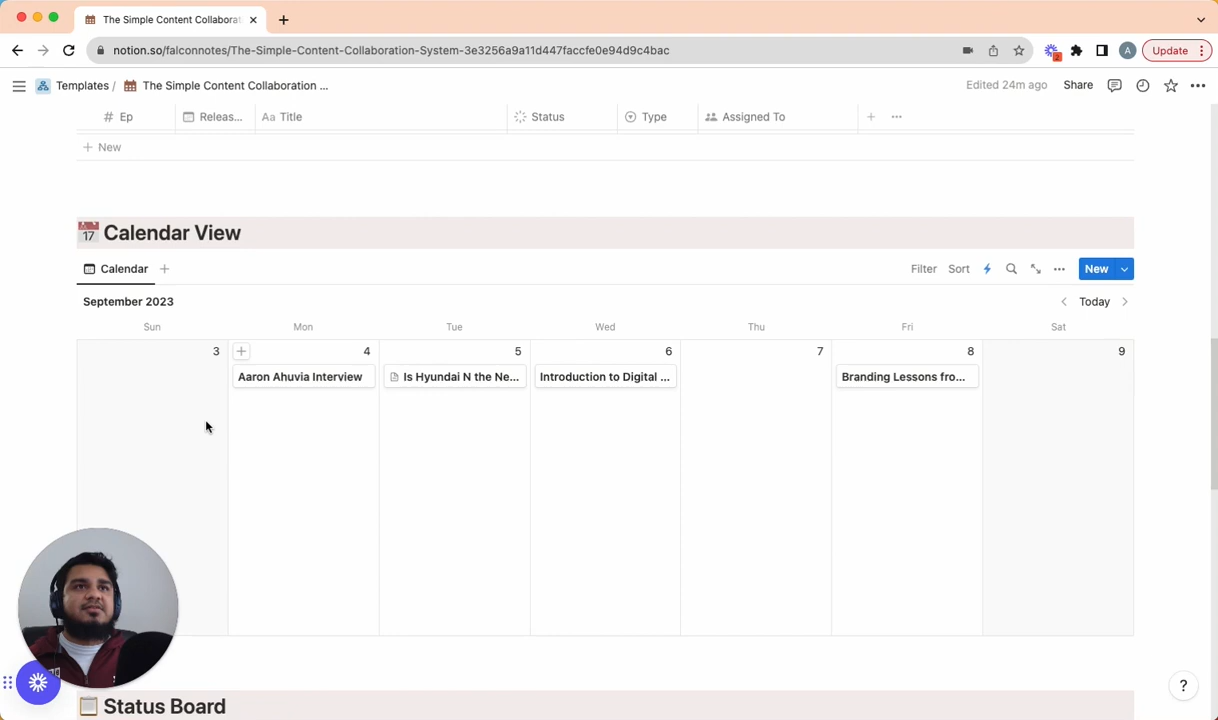 The Simple Content Collaborat
notion.so/falconnotes/The-Simple-Content-Collaboration-System-3e3256a9a11d447faccfe0e94d9c4bac
2
A
Update
Templates / The Simple Content Collaboration ...
Edited 24m ago
Share
# Ep
Releas...
Aa Title
Status
Type
Assigned To
+ New
17 Calendar View
Calendar
Filter
Sort
New
September 2023
Today
Sun Mon Tue Wed Thu Fri Sat
3 4 5 6 7 8 9
Aaron Ahuvia Interview
Is Hyundai N the Ne...
Introduction to Digital ...
Branding Lessons fro...
?
Status Board